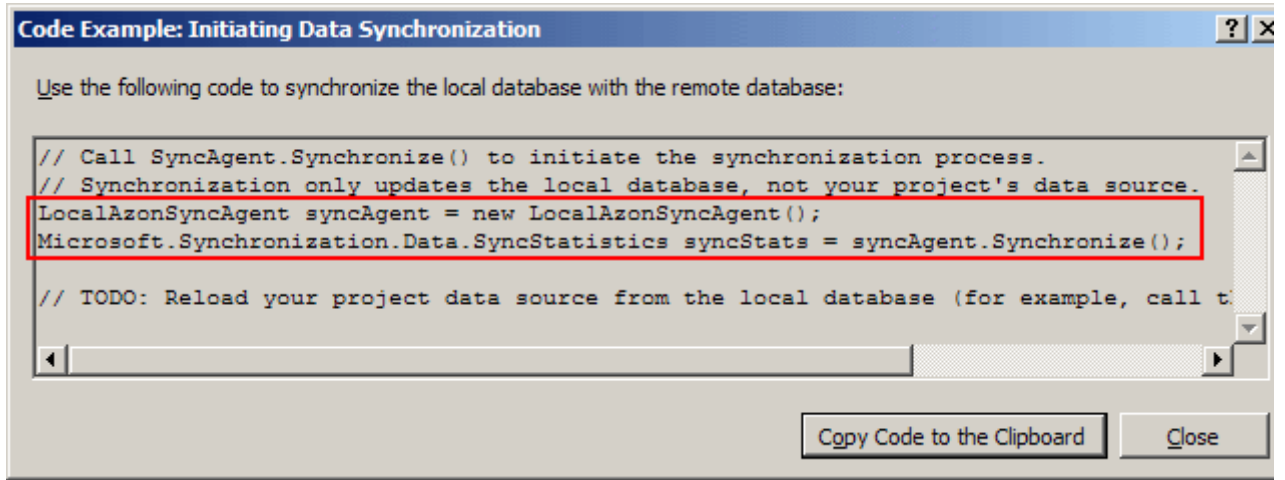 Code Example: Initiating Data Synchronization
Use the following code to synchronize the local database with the remote database:
// Call SyncAgent.Synchronize() to initiate the synchronization process.
// Synchronization only updates the local database, not your project's data source.
LocalAzonSyncAgent syncAgent = new LocalAzonSyncAgent();
Microsoft.Synchronization.Data.SyncStatistics syncStats = syncAgent.Synchronize();
// TODO: Reload your project data source from the local database (for example, call
Copy Code to the Clipboard
Close